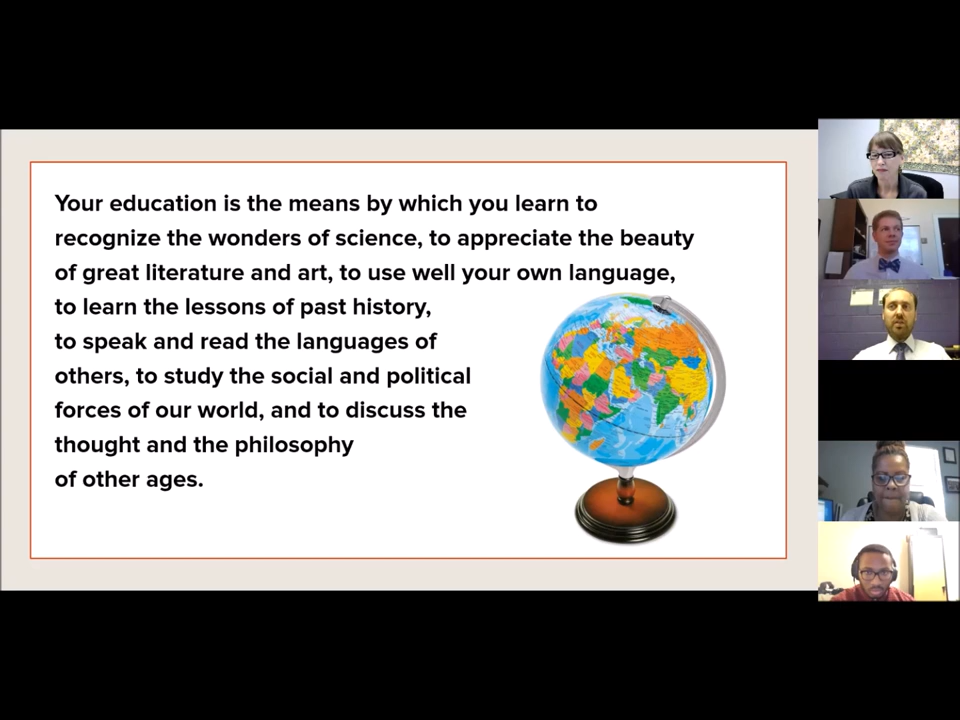 Your education is the means by which you learn to
recognize the wonders of science, to appreciate the beauty
of great literature and art, to use well your own language,
to learn the lessons of past history,
to speak and read the languages of
others, to study the social and political
forces of our world, and to discuss the
thought and the philosophy
of other ages.